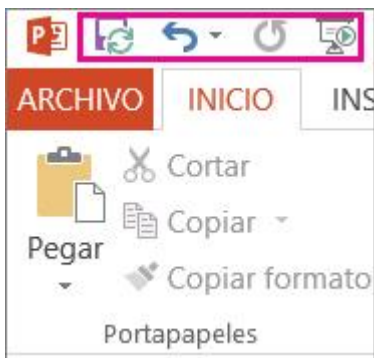 P
ARCHIVO INICIO INS
Cortar
Copiar
Pegar
Copiar formato
Portapapeles